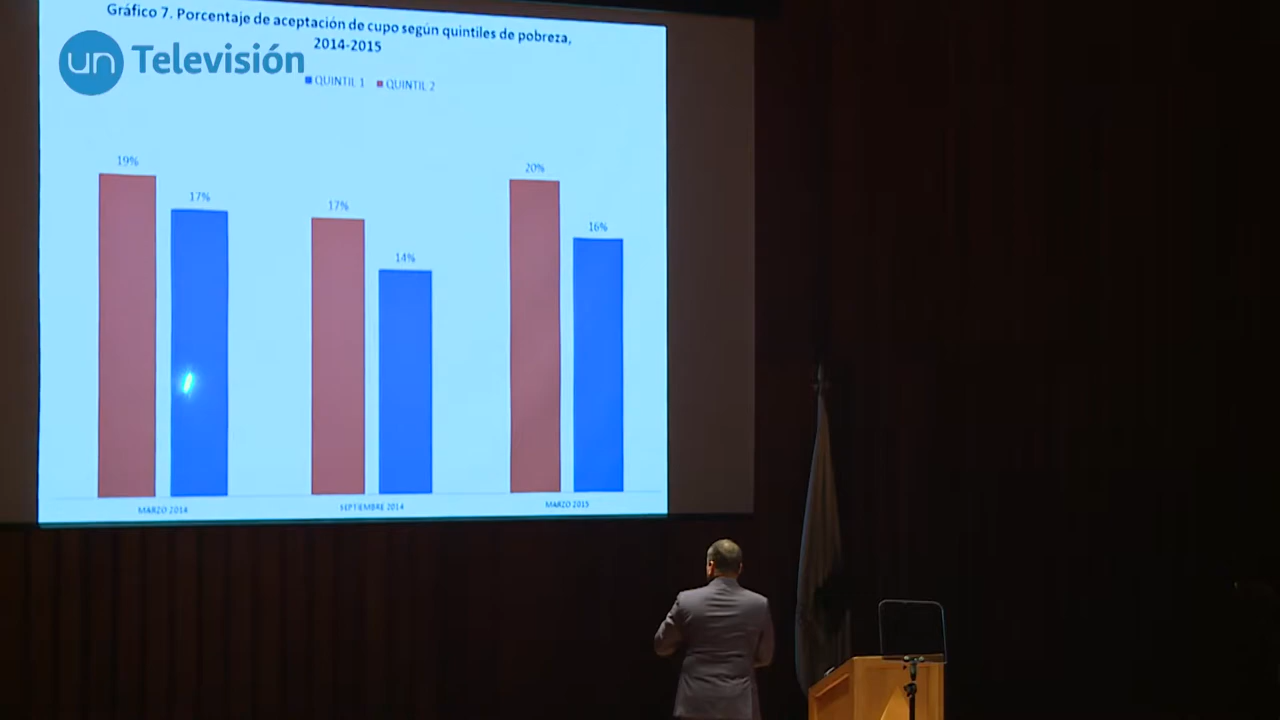 Gráfico 7. Porcentaje de aceptación de cupo según quintiles de pobreza,
2014-2015
un Televisión
QUINTIL 1 QUINTIL 2
19%
17%
17%
14%
20%
16%
MARZO 2014
SEPTIEMBRE 2014
MARZO 2015